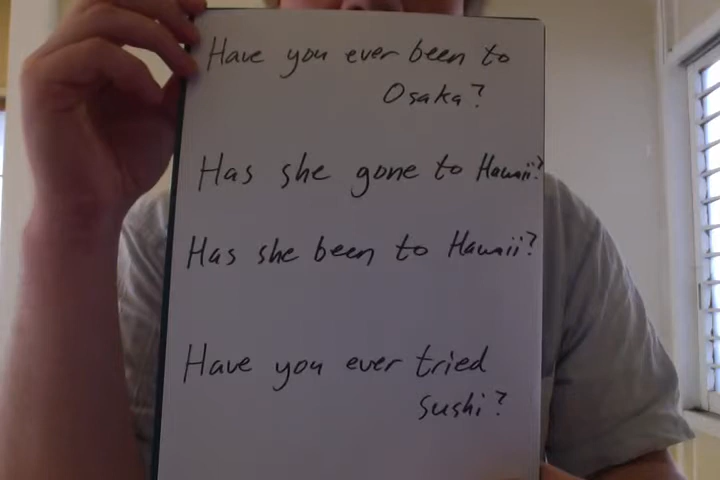 Have you ever been to
Osaka?
Has she gone to Hawaii?
Has she been to Hawaii?
Have you ever tried
sushi?